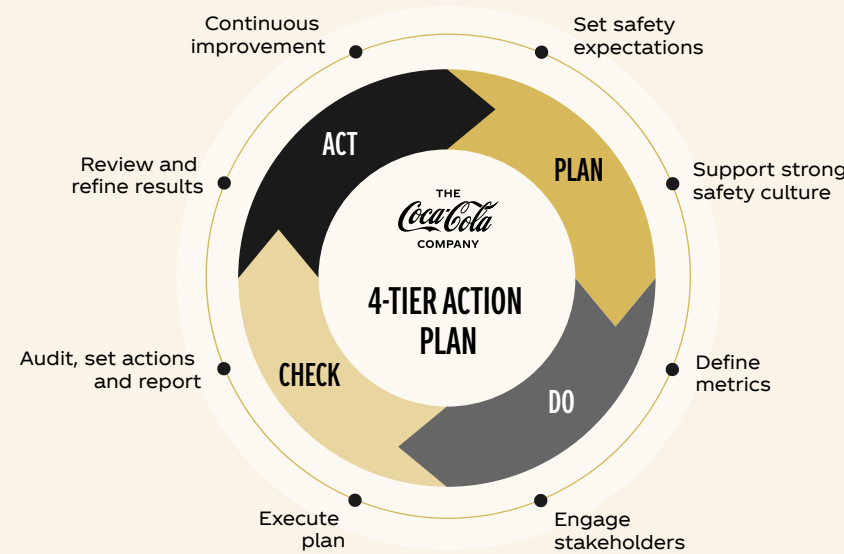 Continuous
improvement
Set safety
expectations
ACT
PLAN
Review and
refine results
Support strong
safety culture
THE
Coca-Cola
COMPANY
4-TIER ACTION
PLAN
Audit, set actions
and report
CHECK
DO
Define
metrics
Execute
plan
Engage
stakeholders